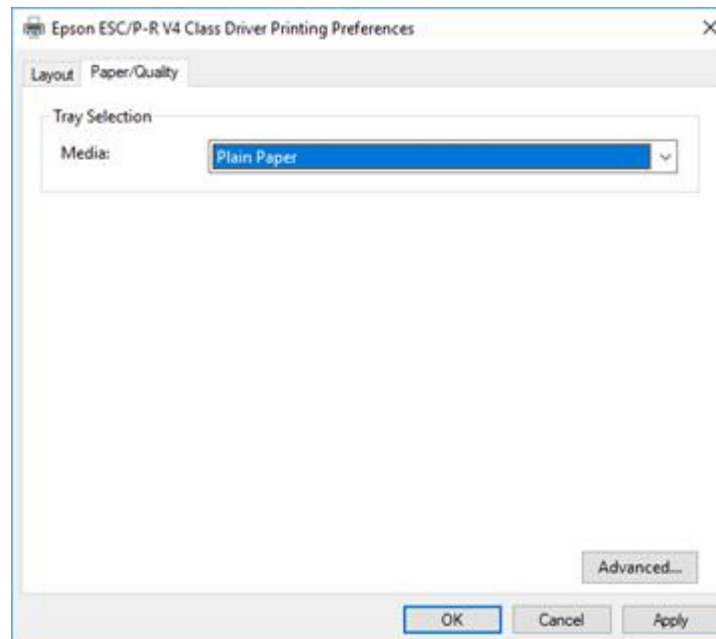 Epson ESC/P-R V4 Class Driver Printing Preferences
Layout Paper/Quality
Tray Selection
Media: Plain Paper
Advanced...
OK Cancel Apply